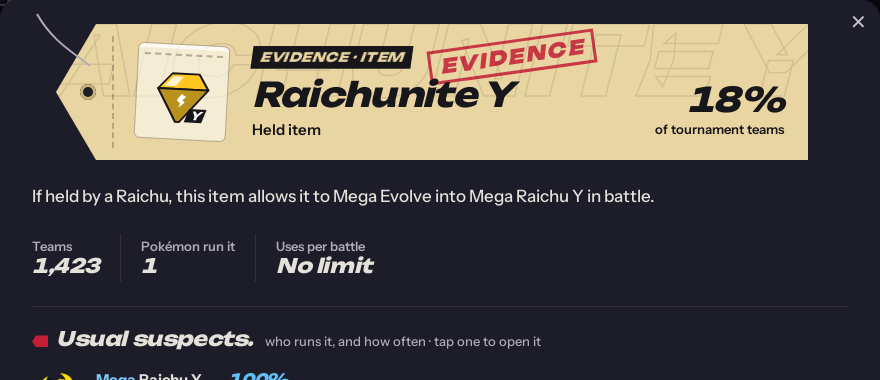 EVIDENCE · ITEM
EVIDENCE
Raichunite Y
Held item
Y
18%
of tournament teams
If held by a Raichu, this item allows it to Mega Evolve into Mega Raichu Y in battle.
Teams
1,423
Pokémon run it
1
Uses per battle
No limit
Usual suspects. who runs it, and how often · tap one to open it
Mega Raichu Y 100%